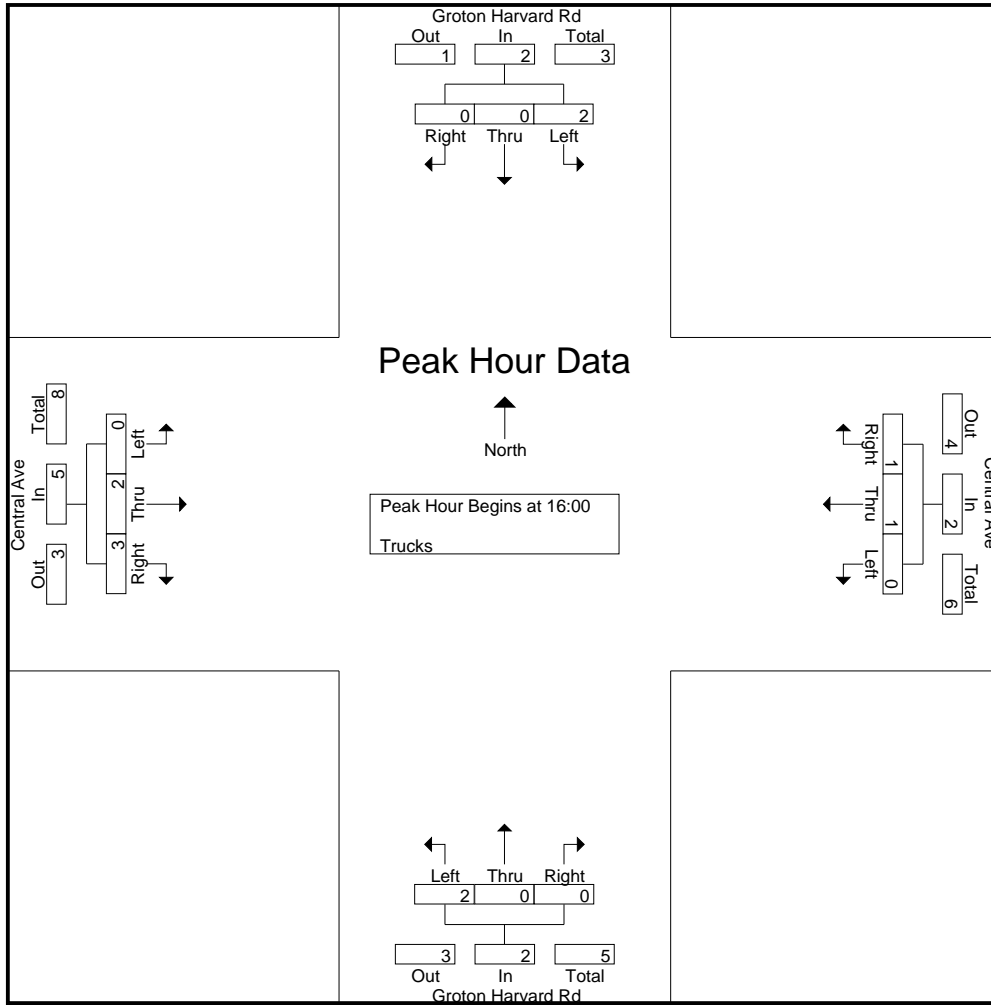 Groton Harvard Rd
Out In Total
1 2 3
0 0 2
Right Thru Left
Peak Hour Data
North
Peak Hour Begins at 16:00
Trucks
Central Ave
Out In Total
3 5 8
Right Thru Left
3 2 0
Central Ave
Out In Total
4 2 6
Right Thru Left
1 1 0
Left Thru Right
2 0 0
3 2 5
Out In Total
Groton Harvard Rd